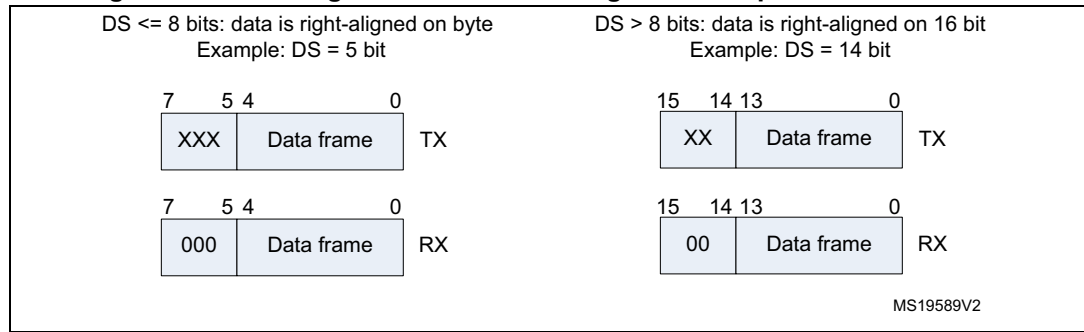 DS <= 8 bits: data is right-aligned on byte
Example: DS = 5 bit
7 5 4 0
XXX Data frame TX
7 5 4 0
000 Data frame RX
DS > 8 bits: data is right-aligned on 16 bit
Example: DS = 14 bit
15 14 13 0
XX Data frame TX
15 14 13 0
00 Data frame RX
MS19589V2